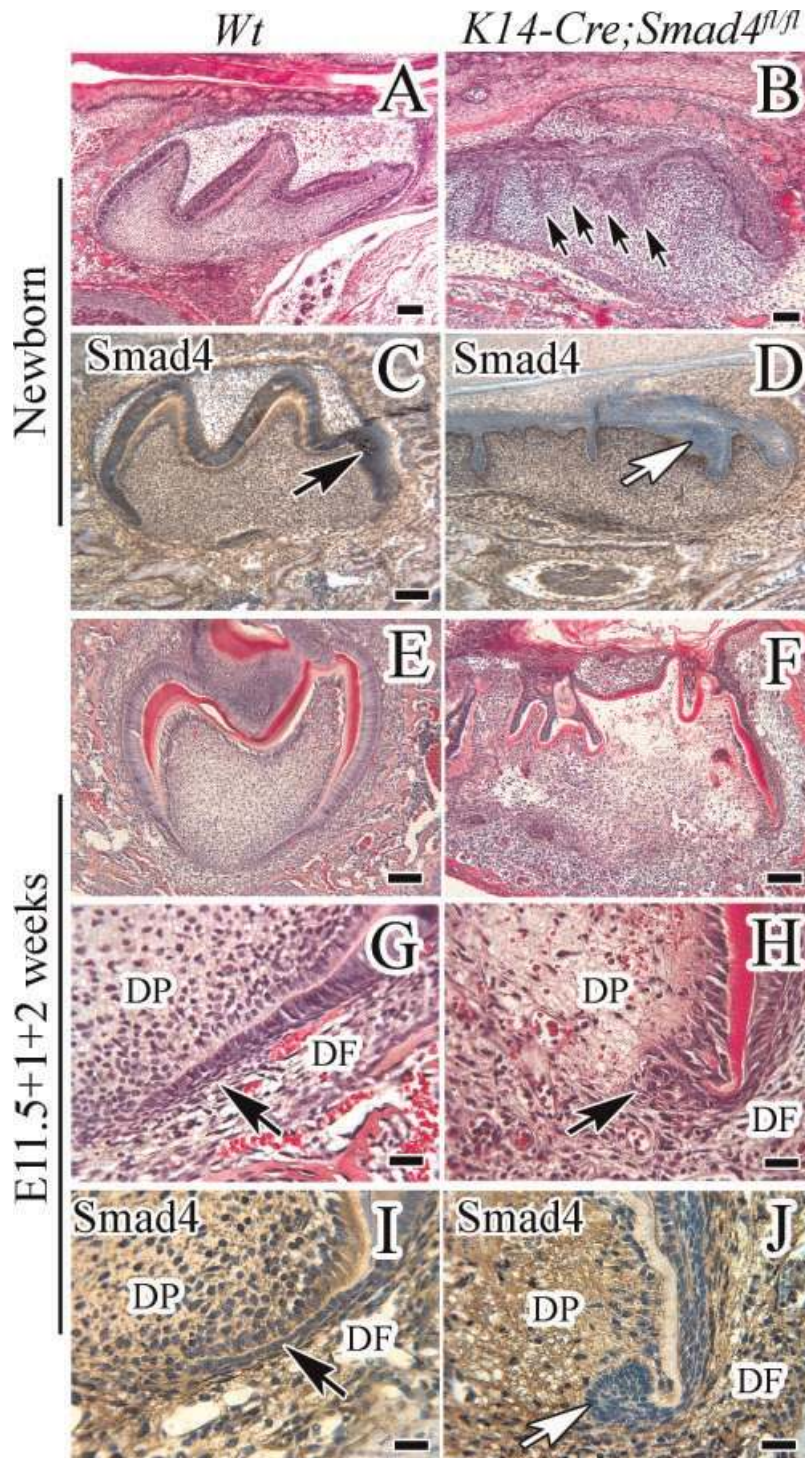 Wt K14-Cre;Smad4fl/fl
A B
Newborn
Smad4 C Smad4 D
E F
E11.5+1+2 weeks
G DP DF H DP DF
Smad4 I DP DF Smad4 J DP DF